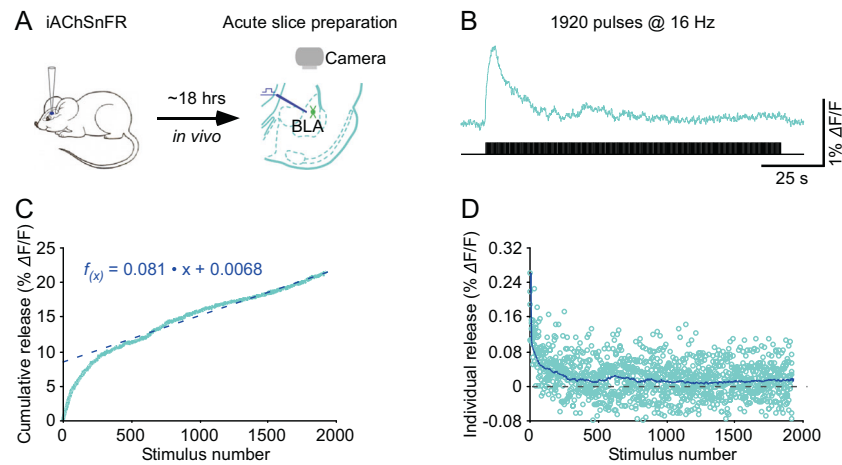 A
iAChSnFR
Acute slice preparation
Camera
~18 hrs
in vivo
BLA
B
1920 pulses @ 16 Hz
1% ΔF/F
25 s
C
Cumulative release (% ΔF/F)
25
20
15
10
5
0
f(x) = 0.081 • x + 0.0068
0
500
1000
1500
2000
Stimulus number
D
Individual release (% ΔF/F)
0.32
0.24
0.16
0.08
0
-0.08
0
500
1000
1500
2000
Stimulus number